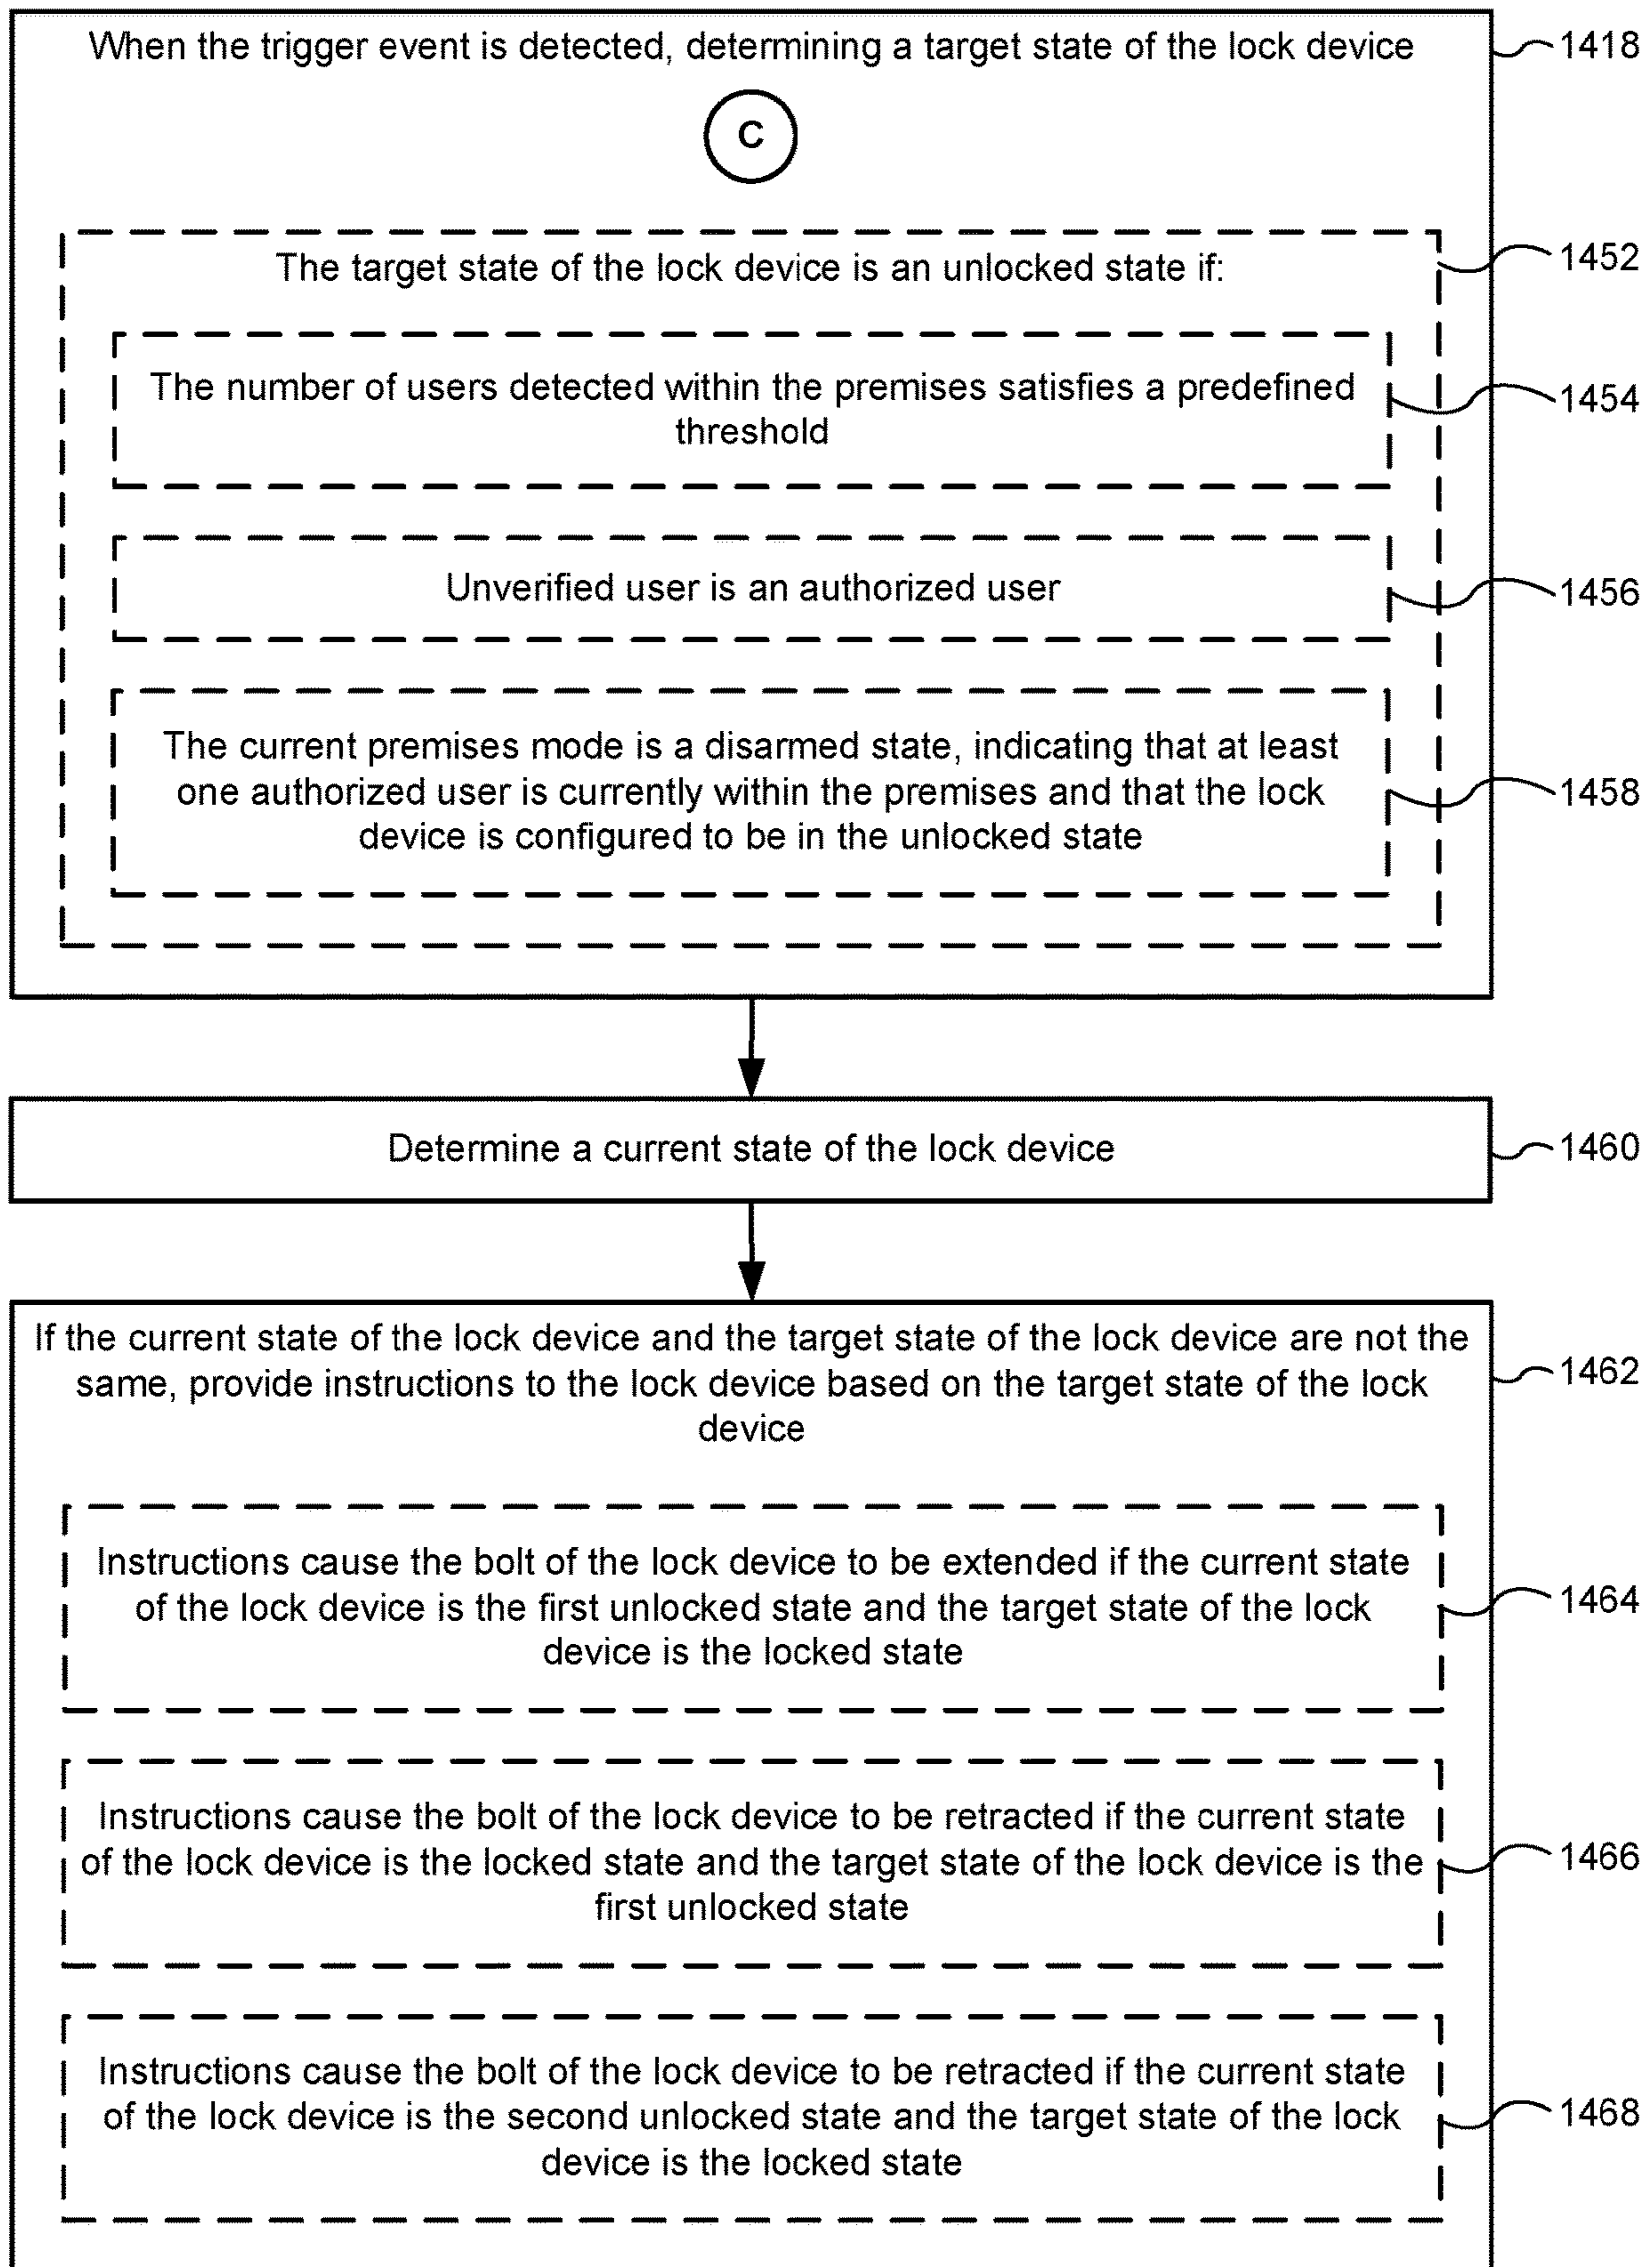 When the trigger event is detected, determining a target state of the lock device
1418
C
The target state of the lock device is an unlocked state if:
1452
The number of users detected within the premises satisfies a predefined
threshold
1454
Unverified user is an authorized user
1456
The current premises mode is a disarmed state, indicating that at least
one authorized user is currently within the premises and that the lock
device is configured to be in the unlocked state
1458
Determine a current state of the lock device
1460
If the current state of the lock device and the target state of the lock device are not the
same, provide instructions to the lock device based on the target state of the lock
device
1462
Instructions cause the bolt of the lock device to be extended if the current state
of the lock device is the first unlocked state and the target state of the lock
device is the locked state
1464
Instructions cause the bolt of the lock device to be retracted if the current state
of the lock device is the locked state and the target state of the lock device is the
first unlocked state
1466
Instructions cause the bolt of the lock device to be retracted if the current state
of the lock device is the second unlocked state and the target state of the lock
device is the locked state
1468